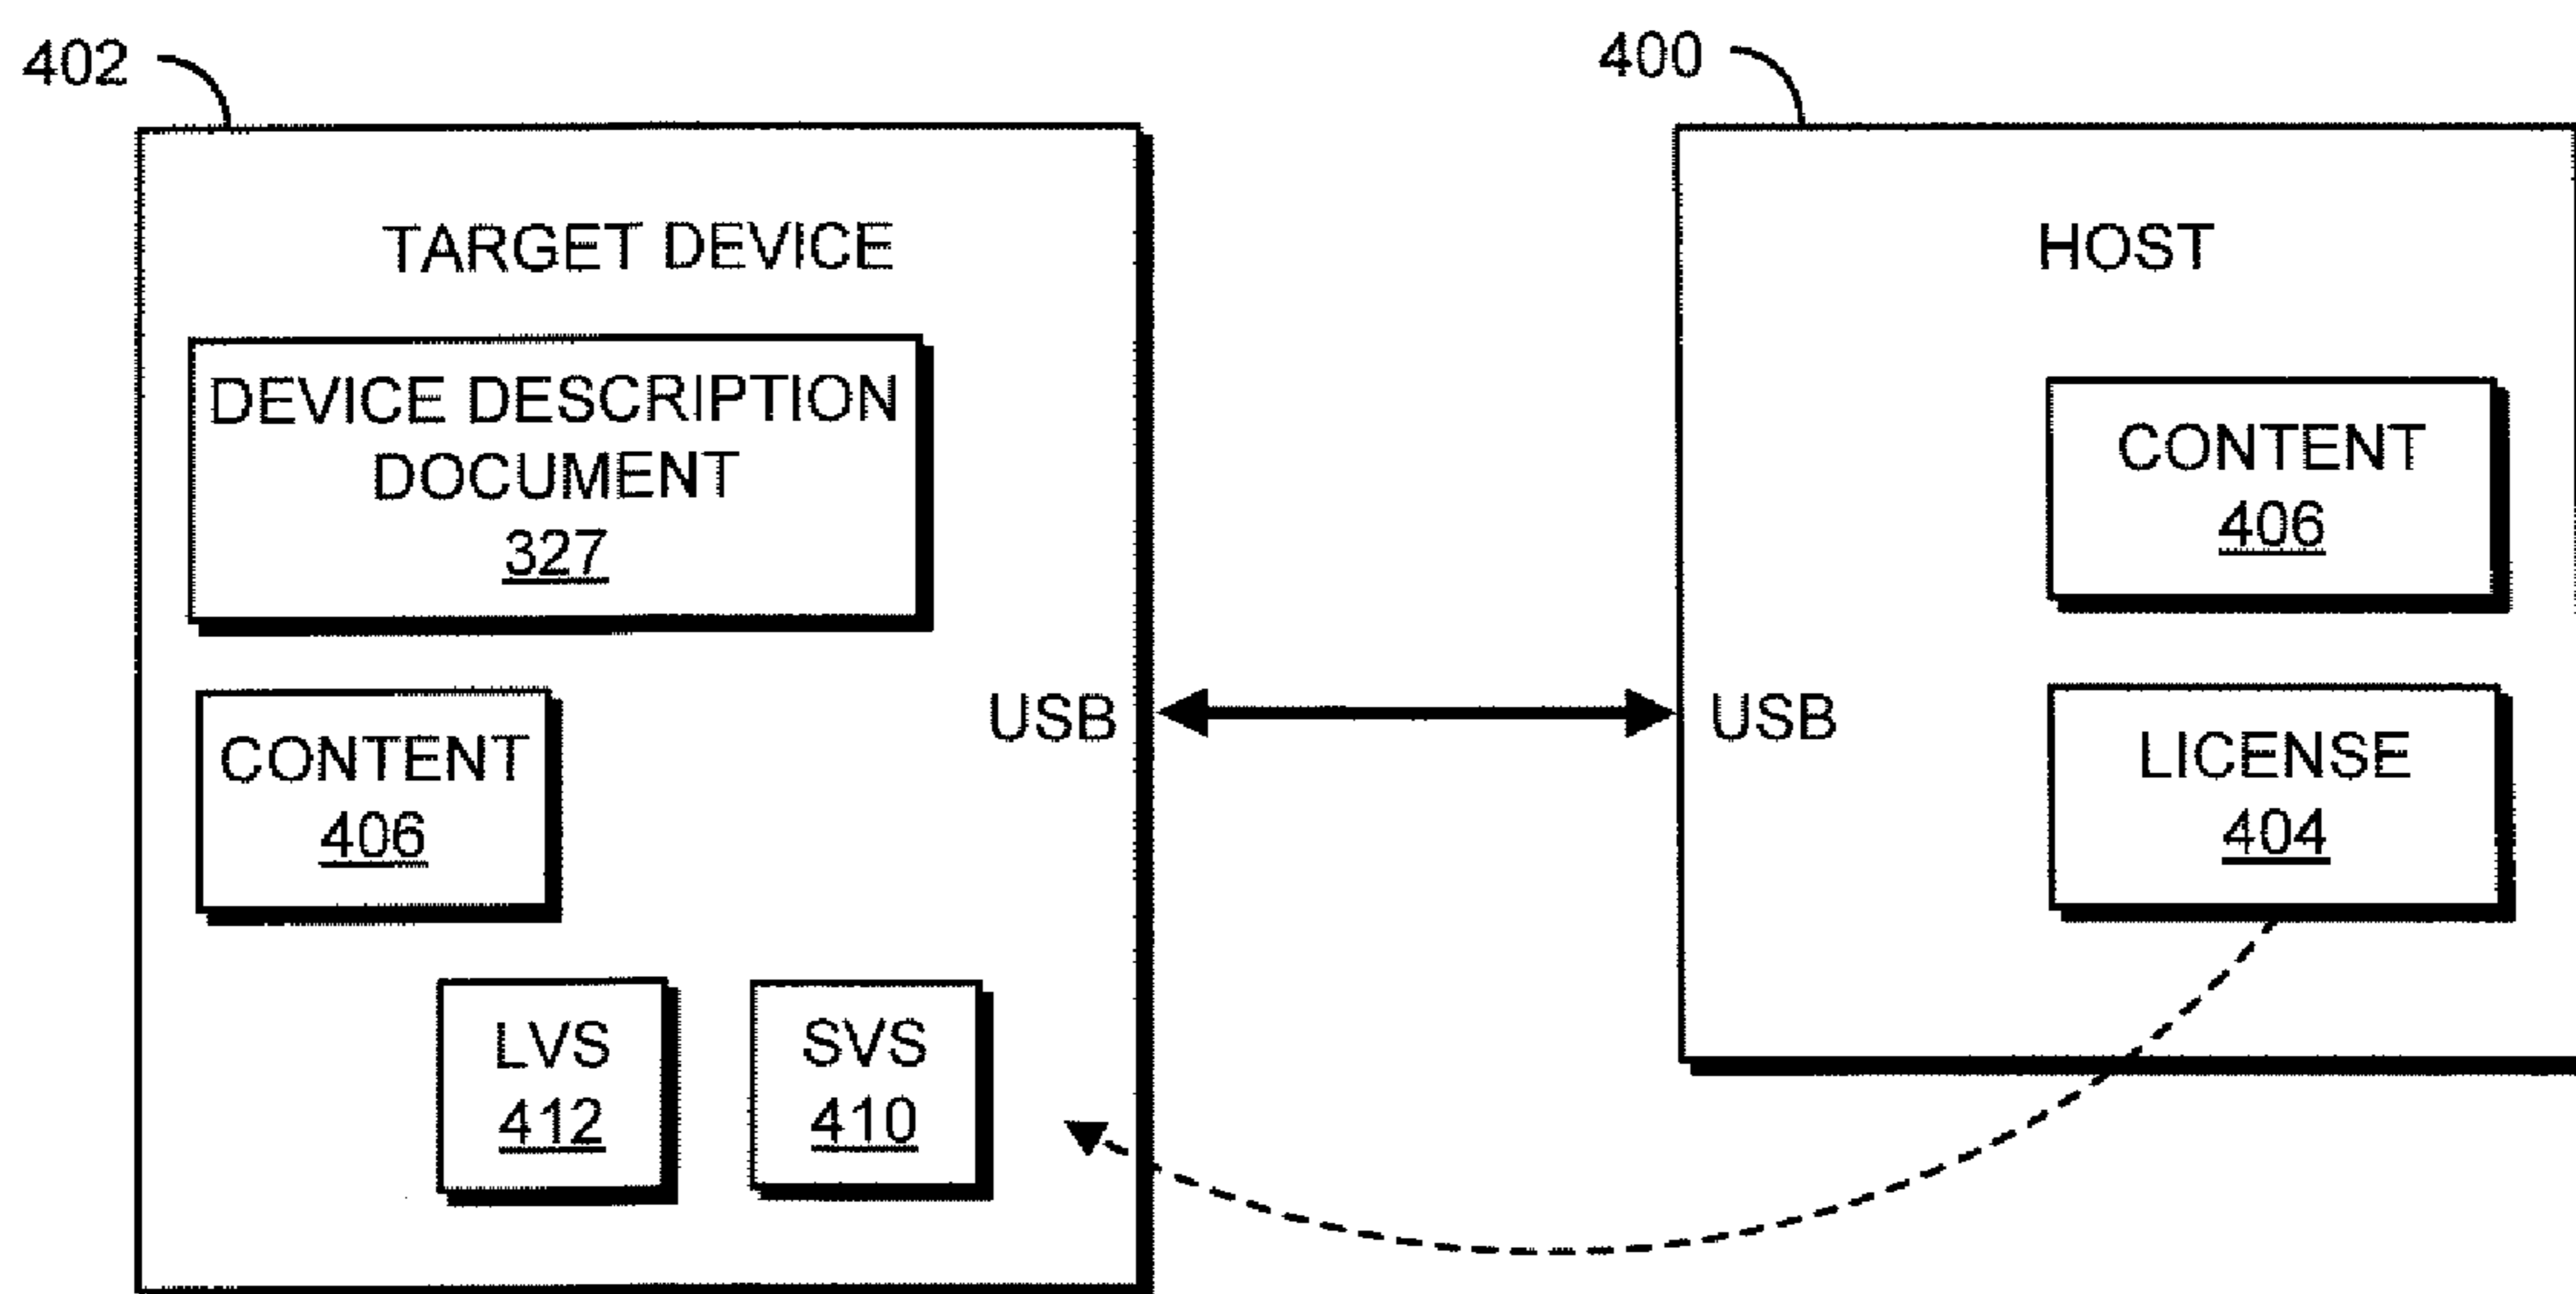 402
400
TARGET DEVICE
HOST
DEVICE DESCRIPTION
DOCUMENT
327
CONTENT
406
USB
USB
CONTENT
406
LICENSE
404
LVS
412
SVS
410